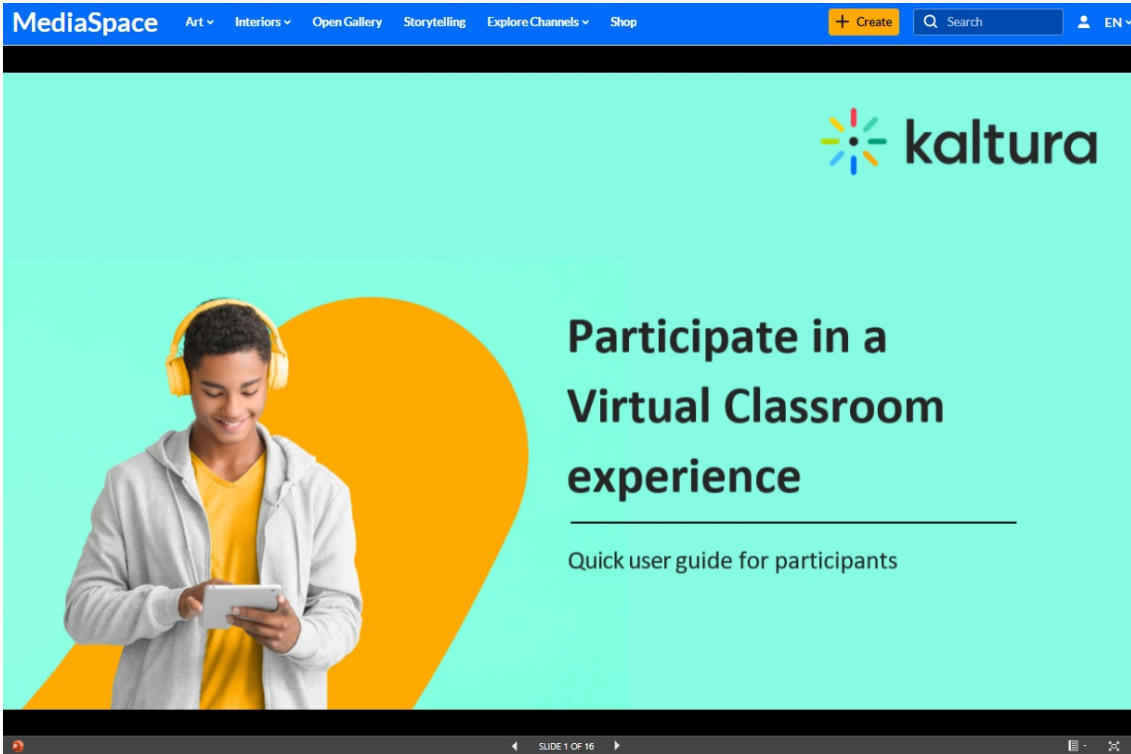 MediaSpace Art Interiors Open Gallery Storytelling Explore Channels Shop + Create Search EN
kaltura
Participate in a
Virtual Classroom
experience
Quick user guide for participants
SLIDE 1 OF 16